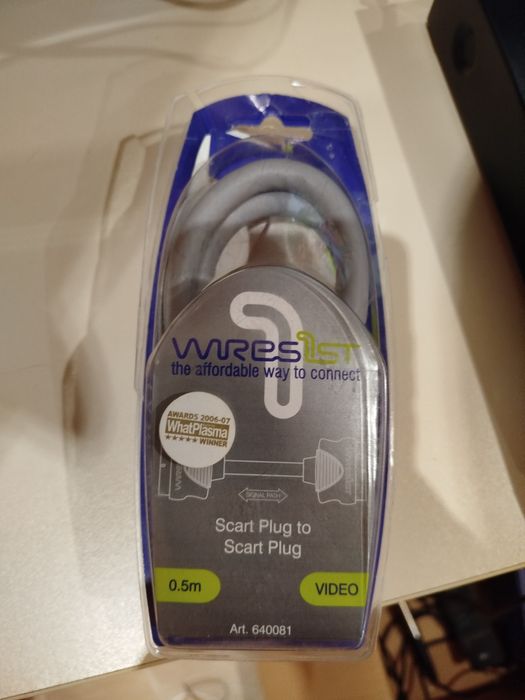 WIRES1ST
the affordable way to connect
AWARDS 2006-07
WhatPlasma
★★★★★ WINNER
SIGNAL PATH
Scart Plug to
Scart Plug
0.5m
VIDEO
Art. 640081